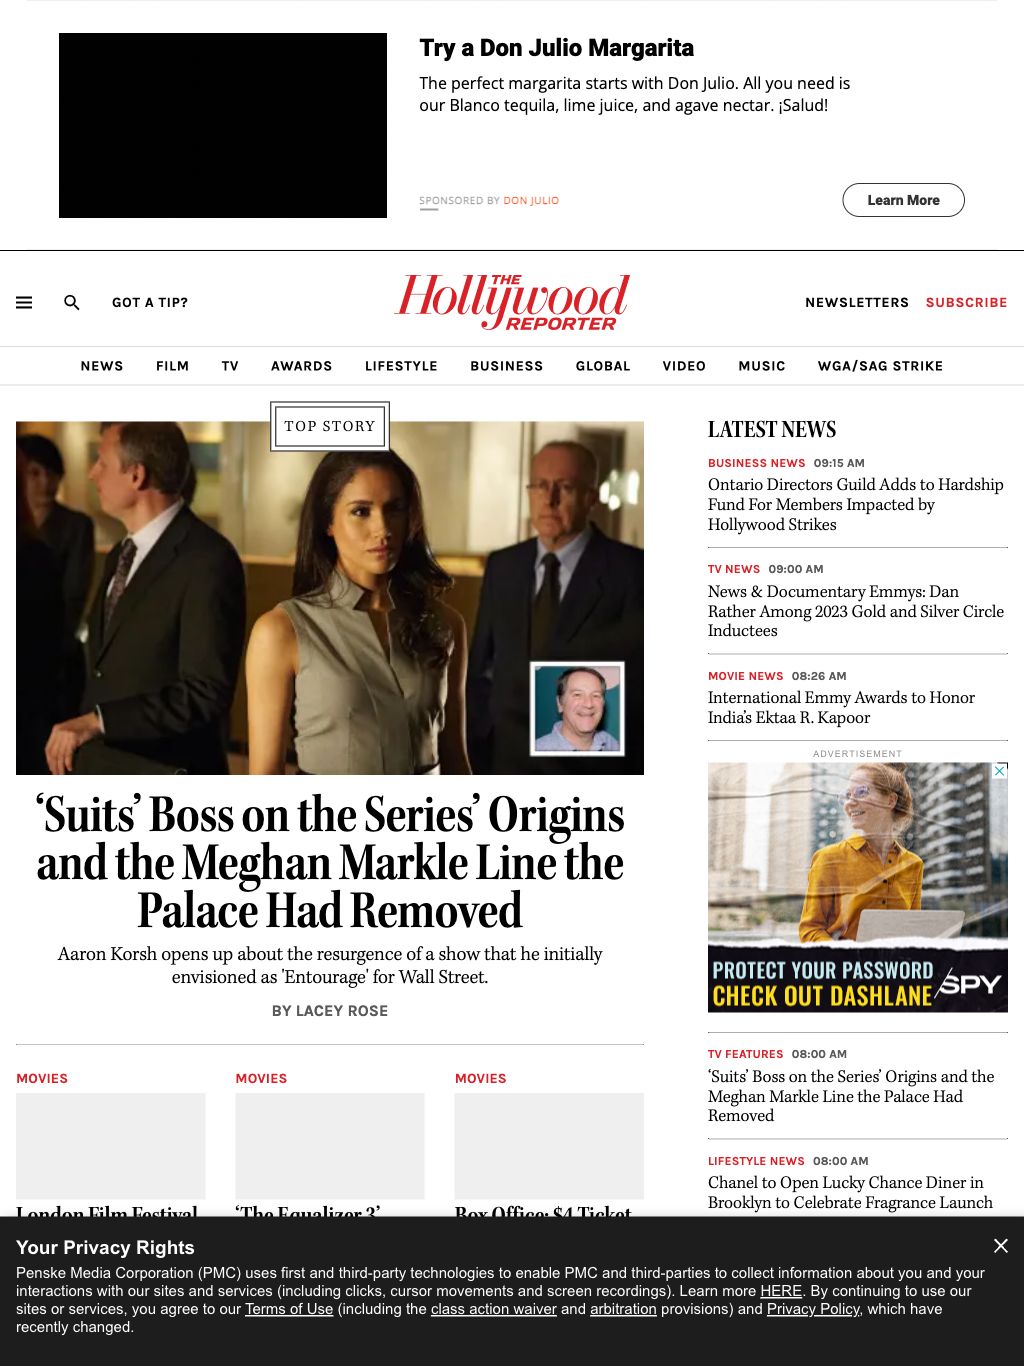 Try a Don Julio Margarita
The perfect margarita starts with Don Julio. All you need is
our Blanco tequila, lime juice, and agave nectar. ¡Salud!
SPONSORED BY DON JULIO
Learn More
GOT A TIP?
THE
Hollywood
REPORTER
NEWSLETTERS
SUBSCRIBE
NEWS
FILM
TV
AWARDS
LIFESTYLE
BUSINESS
GLOBAL
VIDEO
MUSIC
WGA/SAG STRIKE
TOP STORY
‘Suits’ Boss on the Series’ Origins
and the Meghan Markle Line the
Palace Had Removed
Aaron Korsh opens up about the resurgence of a show that he initially
envisioned as 'Entourage' for Wall Street.
BY LACEY ROSE
MOVIES
London Film Festival
MOVIES
‘The Equalizer 3’
MOVIES
Box Office: $4 Ticket
LATEST NEWS
BUSINESS NEWS 09:15 AM
Ontario Directors Guild Adds to Hardship
Fund For Members Impacted by
Hollywood Strikes
TV NEWS 09:00 AM
News & Documentary Emmys: Dan
Rather Among 2023 Gold and Silver Circle
Inductees
MOVIE NEWS 08:26 AM
International Emmy Awards to Honor
India’s Ektaa R. Kapoor
ADVERTISEMENT
PROTECT YOUR PASSWORD
CHECK OUT DASHLANE
SPY
TV FEATURES 08:00 AM
‘Suits’ Boss on the Series’ Origins and the
Meghan Markle Line the Palace Had
Removed
LIFESTYLE NEWS 08:00 AM
Chanel to Open Lucky Chance Diner in
Brooklyn to Celebrate Fragrance Launch
Your Privacy Rights
Penske Media Corporation (PMC) uses first and third-party technologies to enable PMC and third-parties to collect information about you and your
interactions with our sites and services (including clicks, cursor movements and screen recordings). Learn more HERE. By continuing to use our
sites or services, you agree to our Terms of Use (including the class action waiver and arbitration provisions) and Privacy Policy, which have
recently changed.